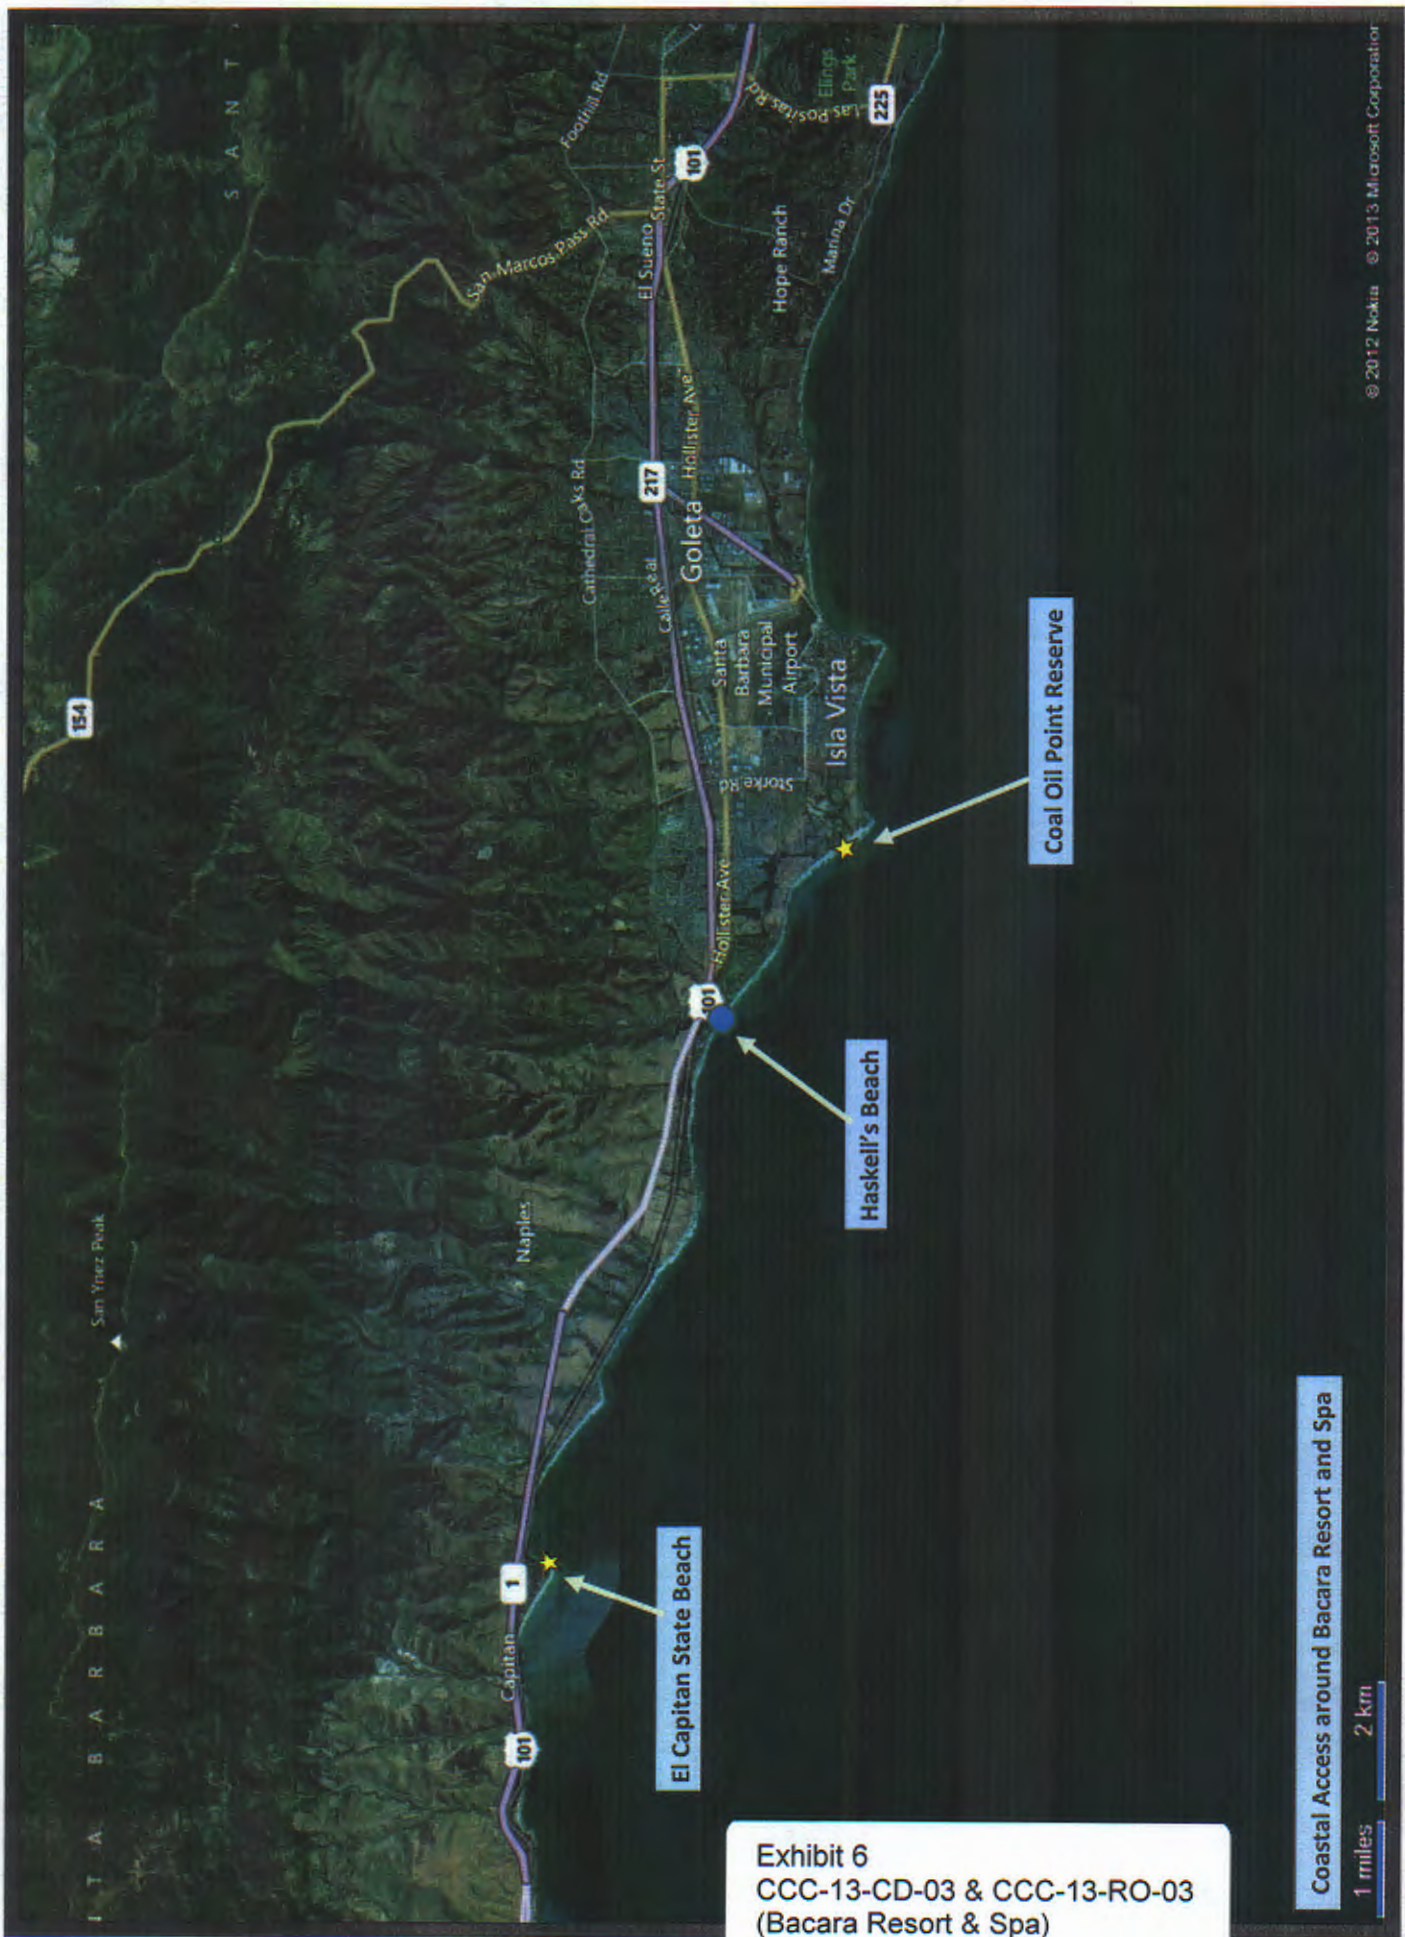 I T A   B A R B A R A
S A N T
San Ynez Peak
154
San Marcos Pass Rd
Foothill Rd
Cathedral Oaks Rd
Naples
Capitan
1
101
101
217
Calle Real
Goleta
El Sueno
State St
101
Hollister Ave
Hollister Ave
Storke Rd
Santa
Barbara
Municipal
Airport
Isla Vista
Hope Ranch
Marina Dr
Las Positas Rd
Elings
Park
225
El Capitan State Beach
Haskell's Beach
Coal Oil Point Reserve
Coastal Access around Bacara Resort and Spa
1 miles
2 km
© 2012 Nokia © 2013 Microsoft Corporation
Exhibit 6
CCC-13-CD-03 & CCC-13-RO-03
(Bacara Resort & Spa)